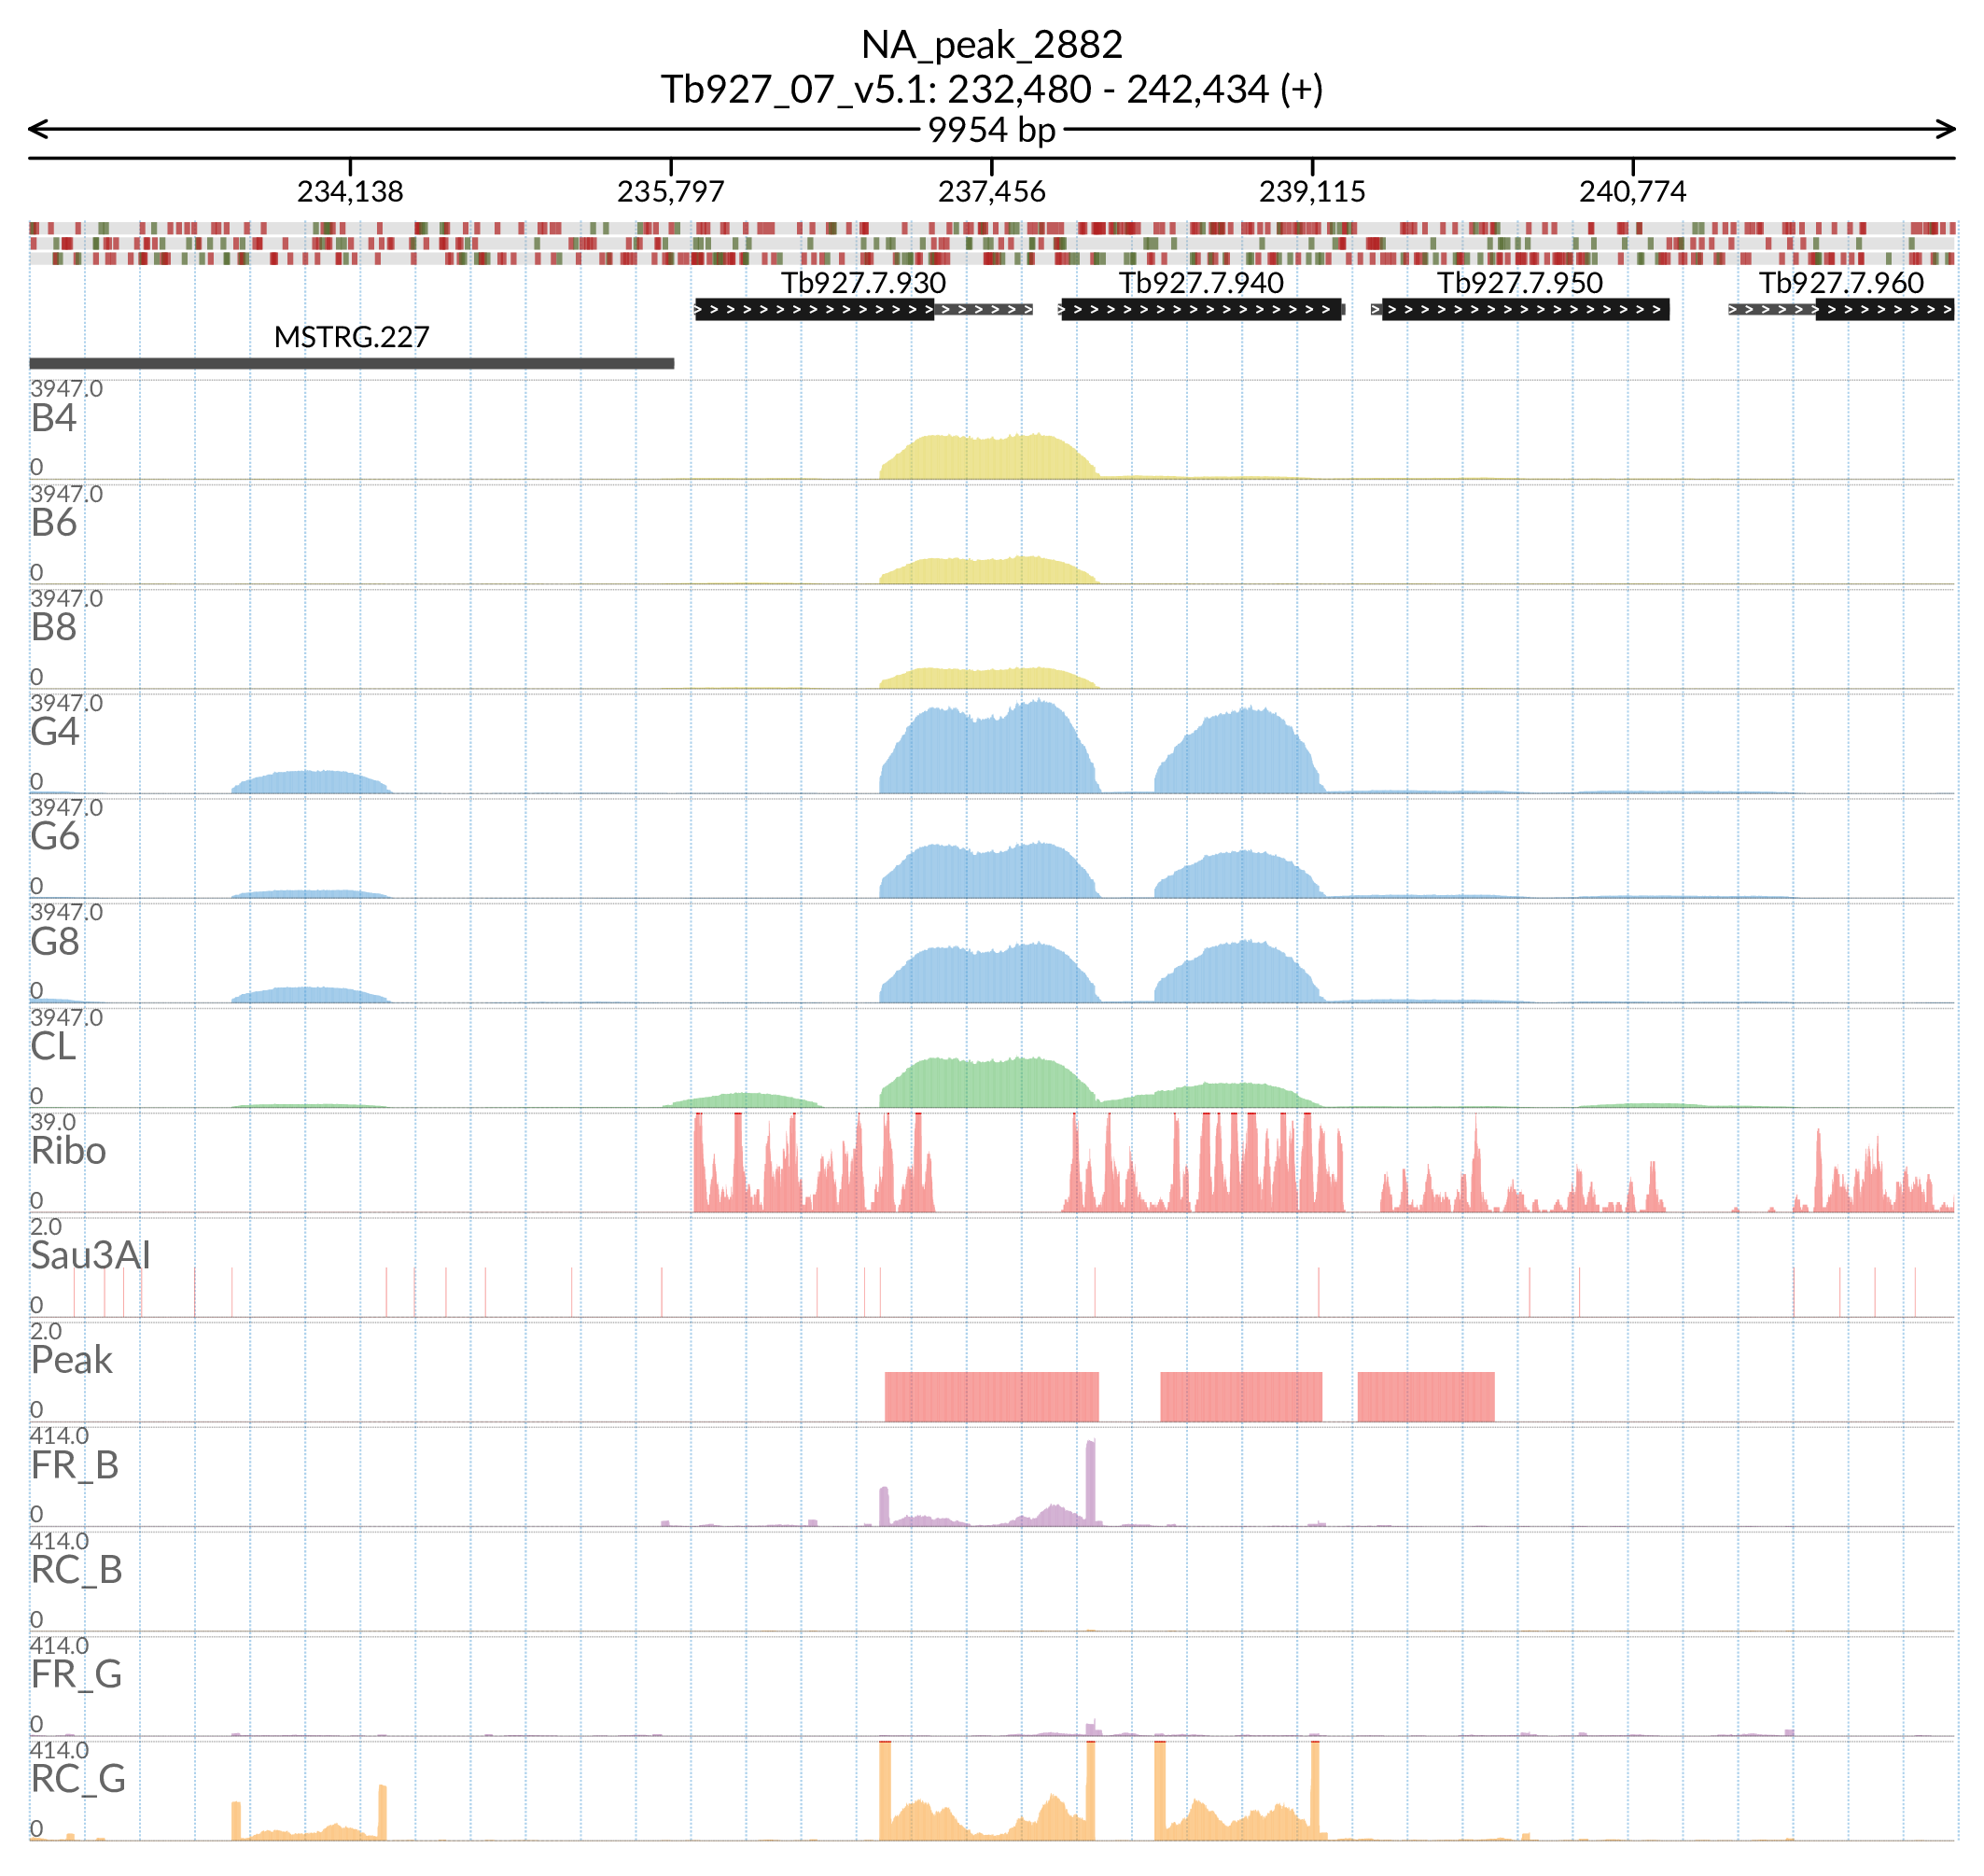 NA_peak_2882
Tb927_07_v5.1: 232,480 - 242,434 (+)
9954 bp
234,138 235,797 237,456 239,115 240,774
Tb927.7.930 Tb927.7.940 Tb927.7.950 Tb927.7.960
MSTRG.227
3947.0
B4
0
3947.0
B6
0
3947.0
B8
0
3947.0
G4
0
3947.0
G6
0
3947.0
G8
0
3947.0
CL
0
39.0
Ribo
0
2.0
Sau3AI
0
2.0
Peak
0
414.0
FR_B
0
414.0
RC_B
0
414.0
FR_G
0
414.0
RC_G
0